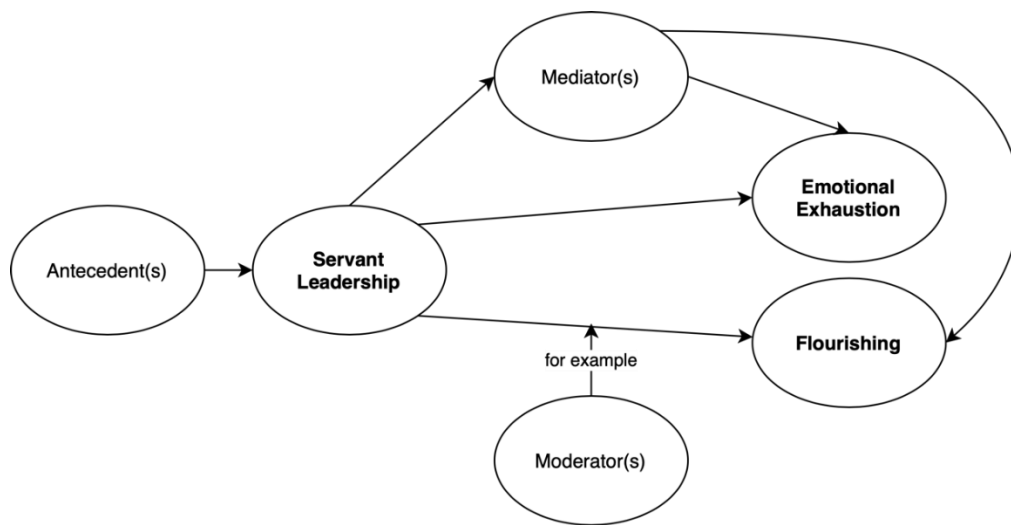 Mediator(s)
Emotional
Exhaustion
Antecedent(s)
Servant
Leadership
Flourishing
for example
Moderator(s)